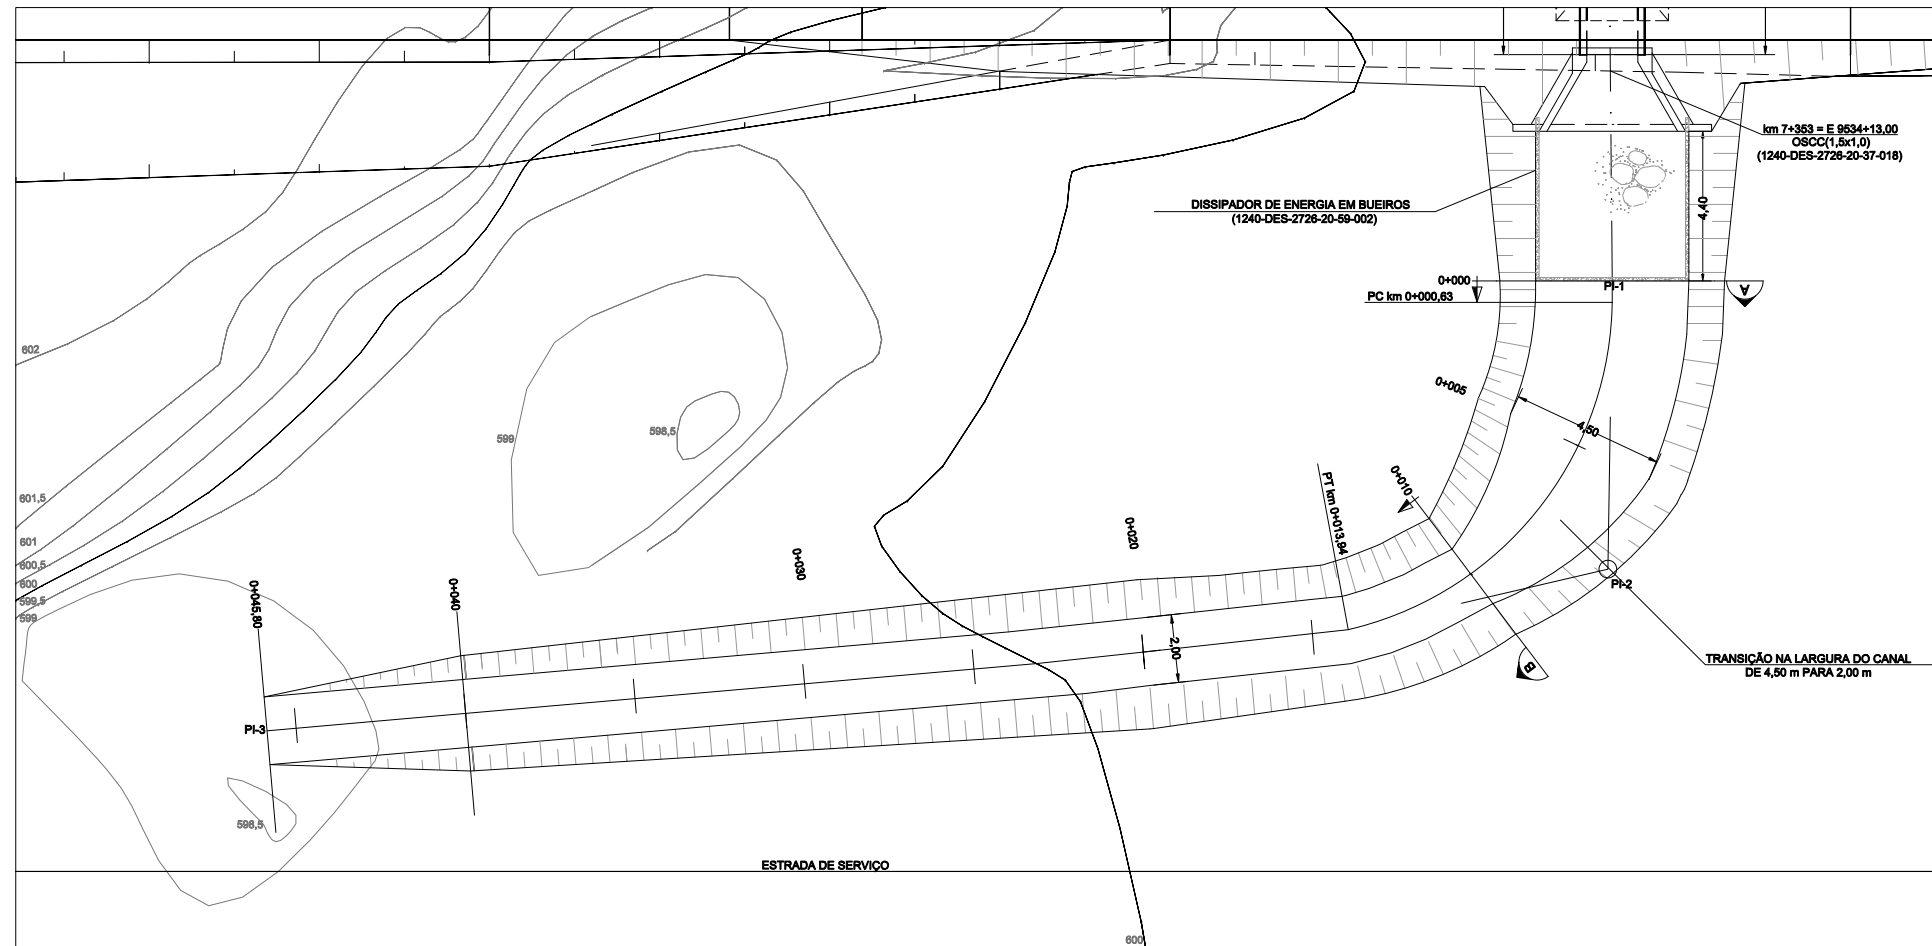 km 7+353 = E 9534+13,00
OSCC(1,5x1,0)
(1240-DES-2726-20-37-018)
DISSIPADOR DE ENERGIA EM BUEIROS
(1240-DES-2726-20-59-002)
4,40
0+000
PI-1
A
PC km 0+000,63
602
0+005
599
598,5
4,50
0+010
PT km 0+013,94
601,5
601
600,5
600
599,5
599
0+045,80
0+040
0+030
0+020
PI-2
2,00
B
TRANSIÇÃO NA LARGURA DO CANAL
DE 4,50 m PARA 2,00 m
PI-3
598,5
ESTRADA DE SERVIÇO
600